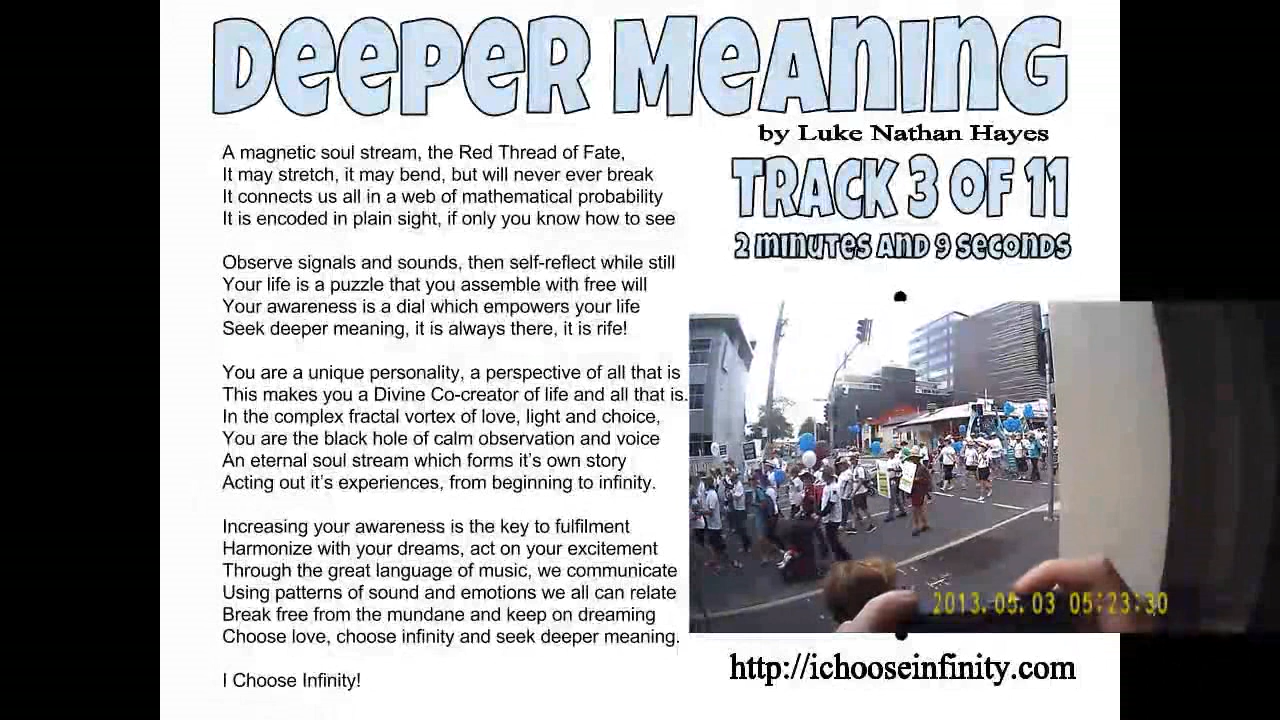 DEEPER MEANING
by Luke Nathan Hayes
TRACK 3 OF 11
2 MINUTES AND 9 SECONDS
A magnetic soul stream, the Red Thread of Fate,
It may stretch, it may bend, but will never ever break
It connects us all in a web of mathematical probability
It is encoded in plain sight, if only you know how to see
Observe signals and sounds, then self-reflect while still
Your life is a puzzle that you assemble with free will
Your awareness is a dial which empowers your life
Seek deeper meaning, it is always there, it is rife!
You are a unique personality, a perspective of all that is
This makes you a Divine Co-creator of life and all that is.
In the complex fractal vortex of love, light and choice,
You are the black hole of calm observation and voice
An eternal soul stream which forms it's own story
Acting out it's experiences, from beginning to infinity.
Increasing your awareness is the key to fulfilment
Harmonize with your dreams, act on your excitement
Through the great language of music, we communicate
Using patterns of sound and emotions we all can relate
Break free from the mundane and keep on dreaming
Choose love, choose infinity and seek deeper meaning.
I Choose Infinity!
2013.05.03 05:23:30
http://ichooseinfinity.com